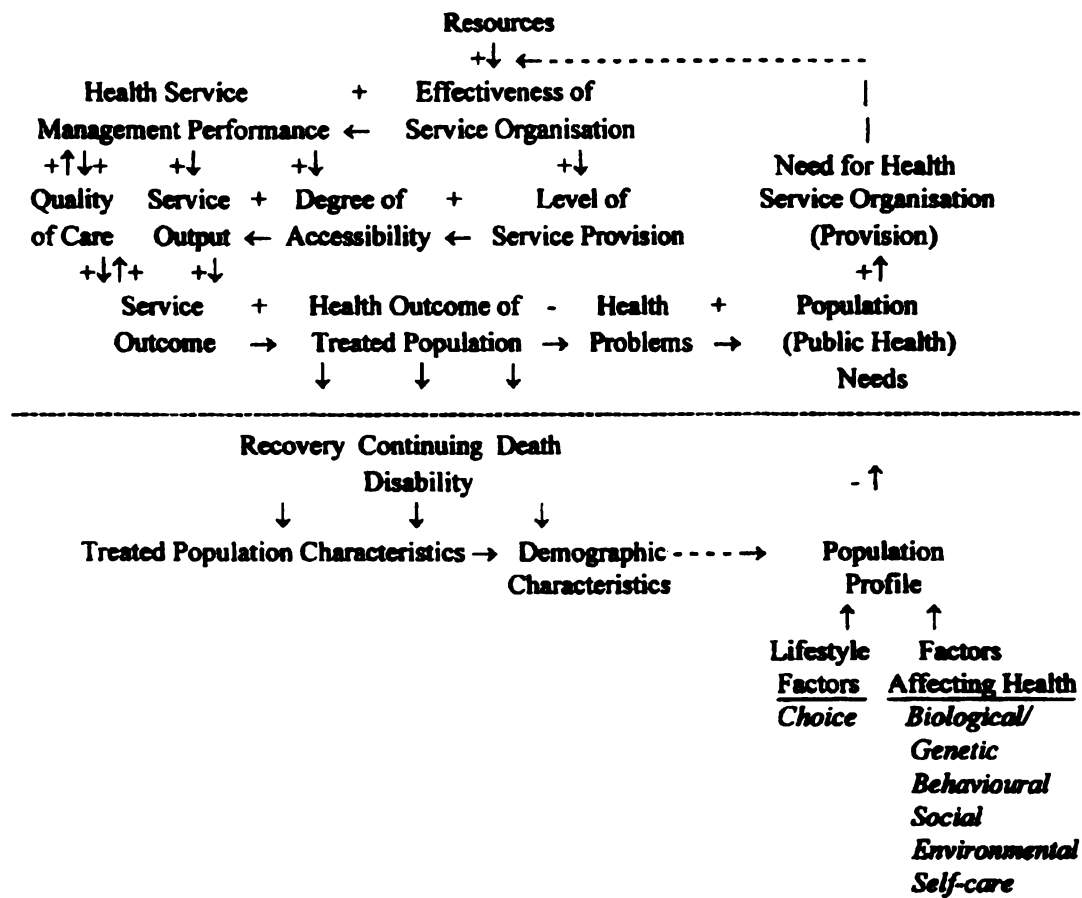 Resources
+↓ ←--------------
Health Service + Effectiveness of |
Management Performance ← Service Organisation |
+↑↓+ +↓ +↓ +↓ Need for Health
Quality Service + Degree of + Level of Service Organisation
of Care Output ← Accessibility ← Service Provision (Provision)
+↓↑+ +↓ +↑
Service + Health Outcome of - Health + Population
Outcome → Treated Population → Problems → (Public Health)
↓ ↓ ↓ Needs
Recovery Continuing Death
Disability - ↑
↓ ↓ ↓
Treated Population Characteristics → Demographic ----→ Population
Characteristics Profile
↑ ↑
Lifestyle Factors
Factors Affecting Health
Choice Biological/
Genetic
Behavioural
Social
Environmental
Self-care